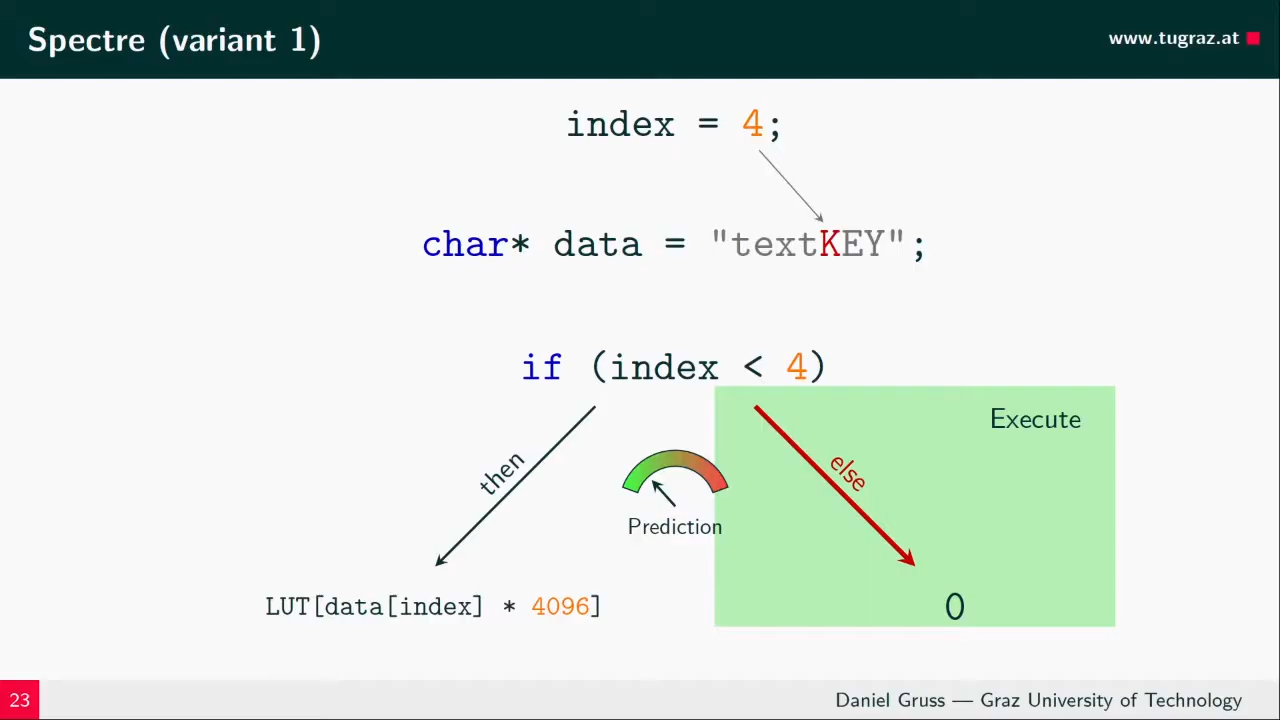 Spectre (variant 1)
www.tugraz.at
index = 4;
char* data = "textKEY";
if (index < 4)
Execute
then
else
Prediction
LUT[data[index] * 4096]
0
23
Daniel Gruss — Graz University of Technology